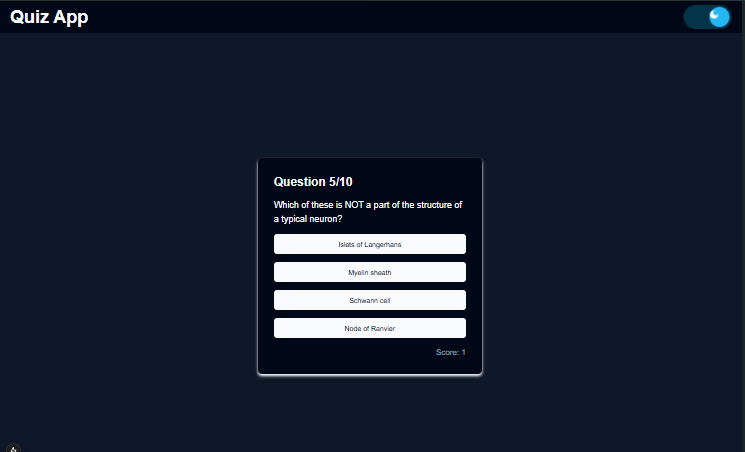 Quiz App
Question 5/10
Which of these is NOT a part of the structure of
a typical neuron?
Islets of Langerhans
Myelin sheath
Schwann cell
Node of Ranvier
Score: 1